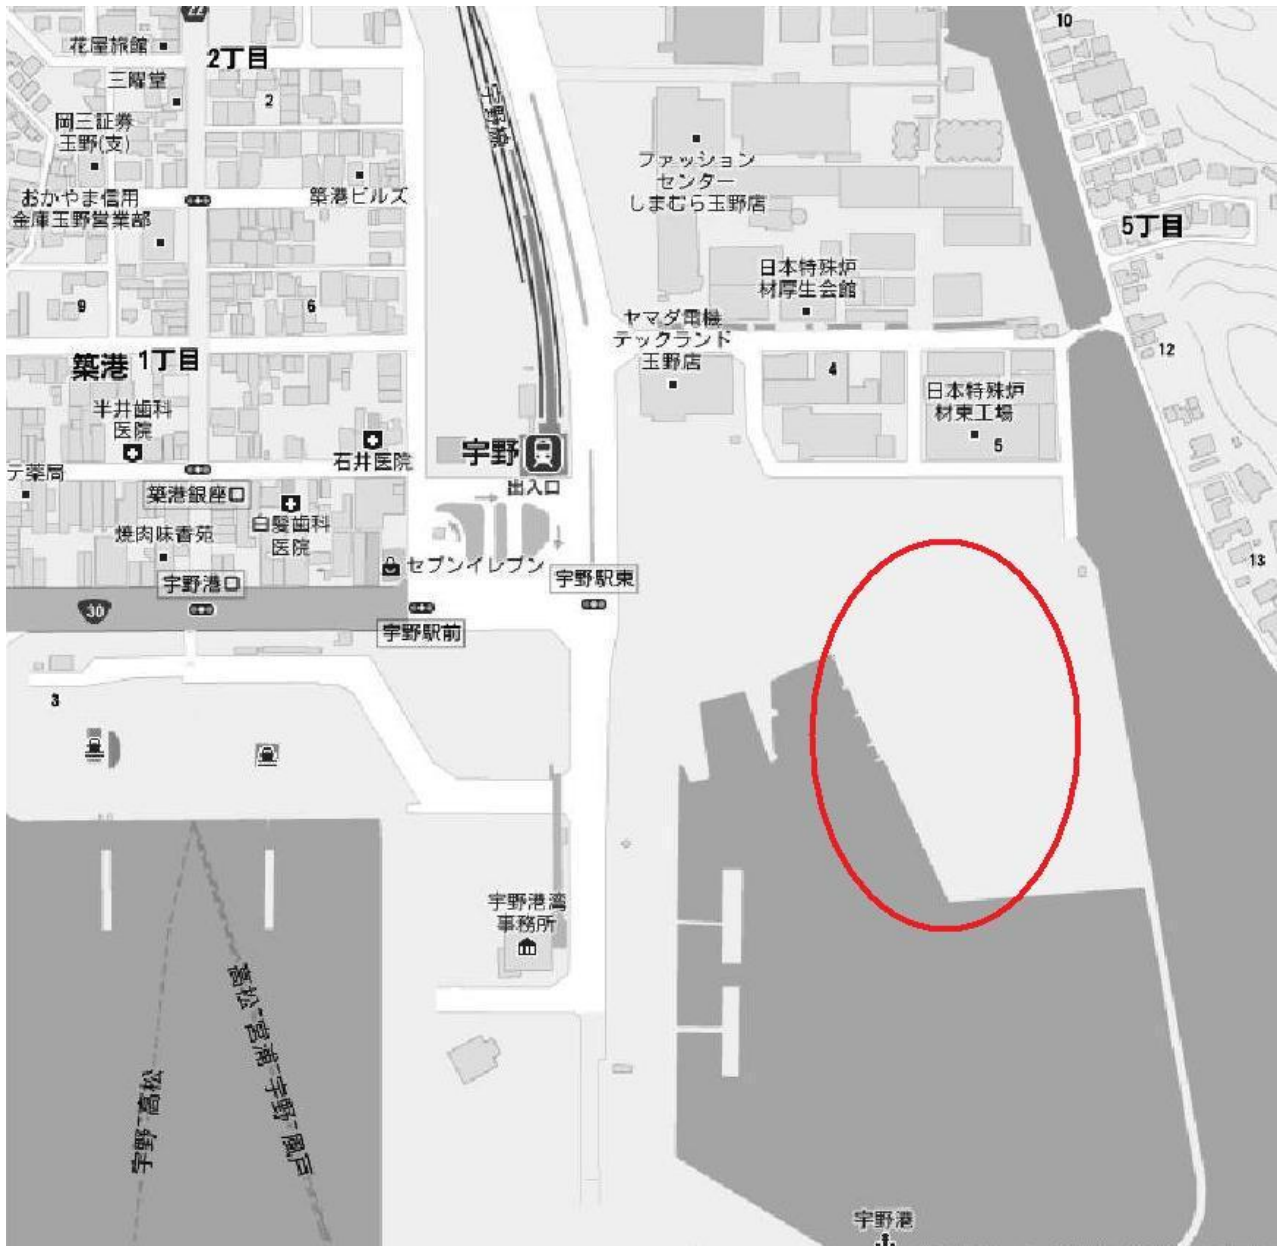 22
花屋旅館
2丁目
三曜堂
2
岡三証券
玉野(支)
おかやま信用
金庫玉野営業部
築港ビルズ
宇野線
ファッション
センター
しまむら玉野店
10
5丁目
日本特殊炉
材厚生会館
9
6
ヤマダ電機
テックランド
玉野店
12
築港 1丁目
4
半井歯科
医院
日本特殊炉
材東工場
5
石井医院
宇野
出入口
テ薬局
築港銀座口
白髪歯科
医院
焼肉味香苑
セブンイレブン
13
宇野港口
宇野駅東
30
宇野駅前
3
宇野港湾
事務所
宇野-高松
高松-宮浦-宇野-風戸
宇野港